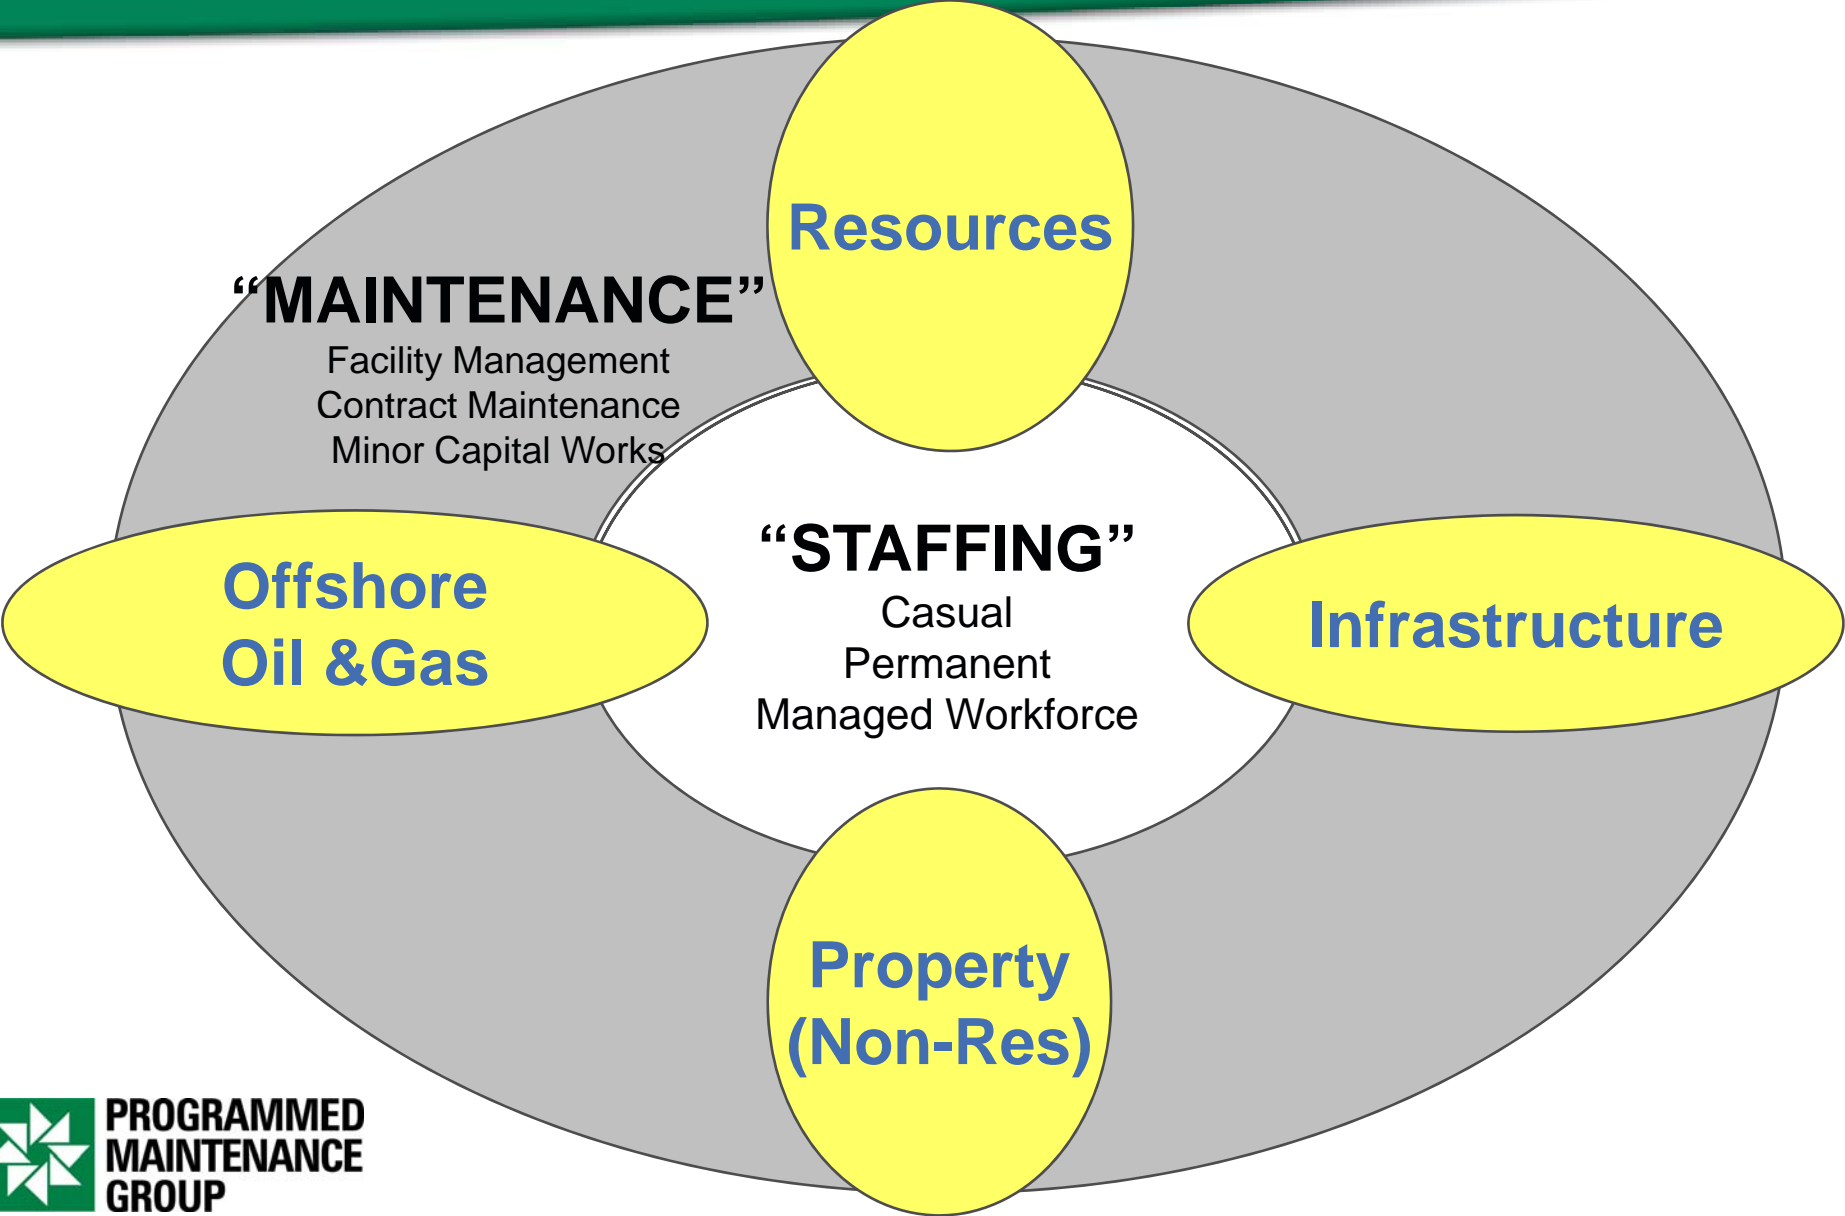 Resources
“MAINTENANCE”
Facility Management
Contract Maintenance
Minor Capital Works
“STAFFING”
Casual
Permanent
Managed Workforce
Offshore
Oil &Gas
Infrastructure
Property
(Non-Res)
PROGRAMMED
MAINTENANCE
GROUP